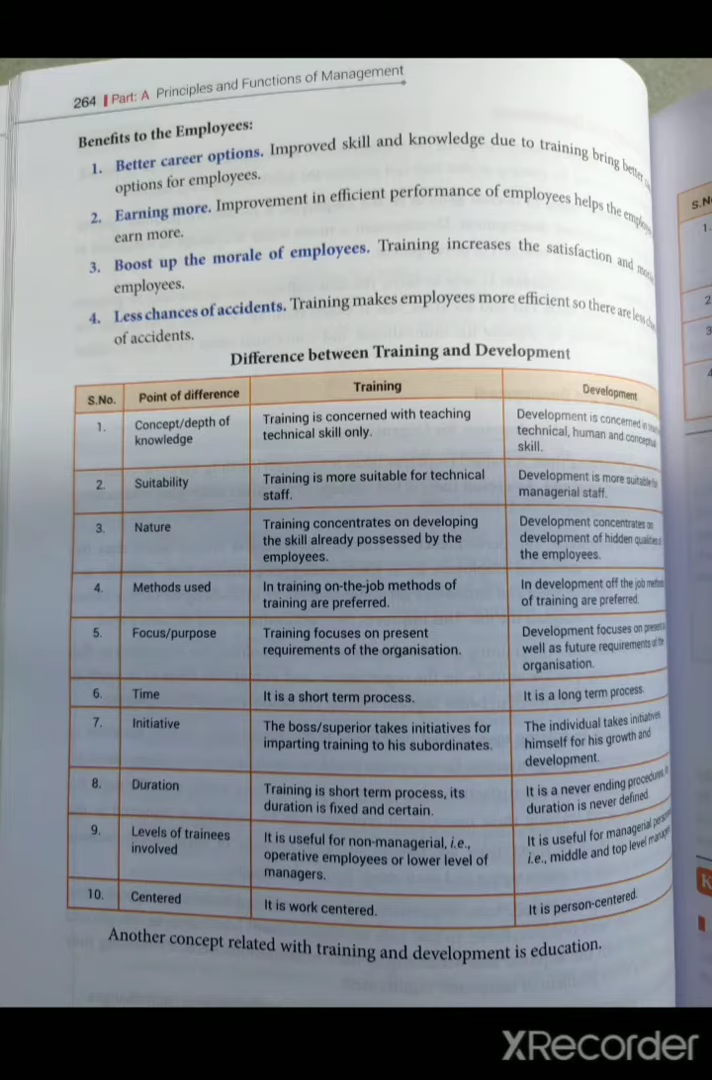 264 Part: A Principles and Functions of Management
Benefits to the Employees:
1. Better career options. Improved skill and knowledge due to training bring better
options for employees.
2. Earning more. Improvement in efficient performance of employees helps the
earn more.
3. Boost up the morale of employees. Training increases the satisfaction and
employees.
4. Less chances of accidents. Training makes employees more efficient so there are less
of accidents.
Difference between Training and Development
S.No. Point of difference Training Development
1. Concept/depth of knowledge Training is concerned with teaching technical skill only. Development is concerned in technical, human and conceptual skill.
2. Suitability Training is more suitable for technical staff. Development is more suitable for managerial staff.
3. Nature Training concentrates on developing the skill already possessed by the employees. Development concentrates on development of hidden qualities the employees.
4. Methods used In training on-the-job methods of training are preferred. In development off the job of training are preferred.
5. Focus/purpose Training focuses on present requirements of the organisation. Development focuses on present well as future requirements of the organisation.
6. Time It is a short term process. It is a long term process.
7. Initiative The boss/superior takes initiatives for imparting training to his subordinates. The individual takes initiatives himself for his growth and development.
8. Duration Training is short term process, its duration is fixed and certain. It is a never ending procedures, duration is never defined.
9. Levels of trainees involved It is useful for non-managerial, i.e., operative employees or lower level of managers. It is useful for managerial i.e., middle and top level
10. Centered It is work centered. It is person-centered.
Another concept related with training and development is education.
XRecorder